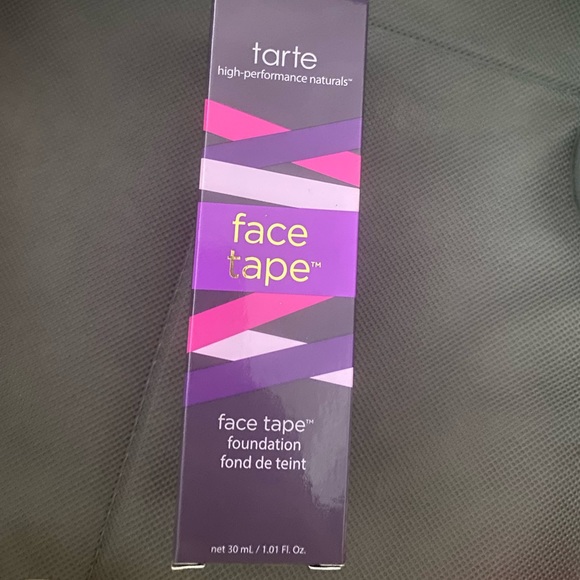 tarte
high-performance naturals™
face
tape™
face tape™
foundation
fond de teint
net 30 mL / 1.01 Fl. Oz.